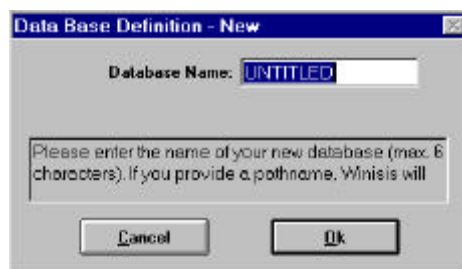 Data Base Definition - New
Database Name: UNTITLED
Please enter the name of your new database (max. 6
characters). If you provide a pathname, Winisis will
Cancel
Ok